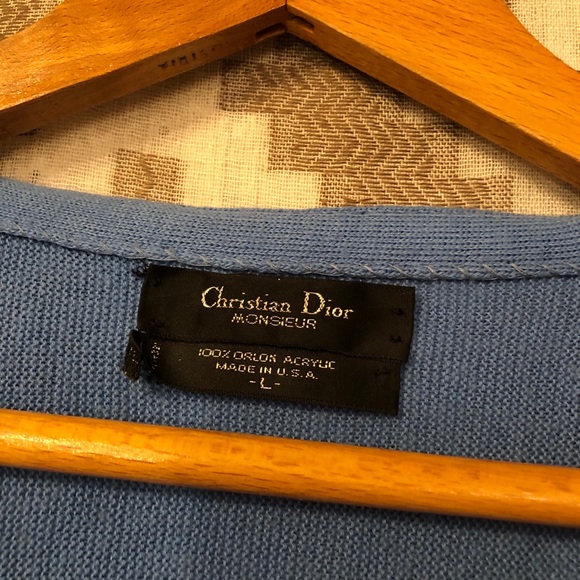 Christian Dior
MONSIEUR
100% ORLON ACRYLIC
MADE IN U.S.A.
-L-